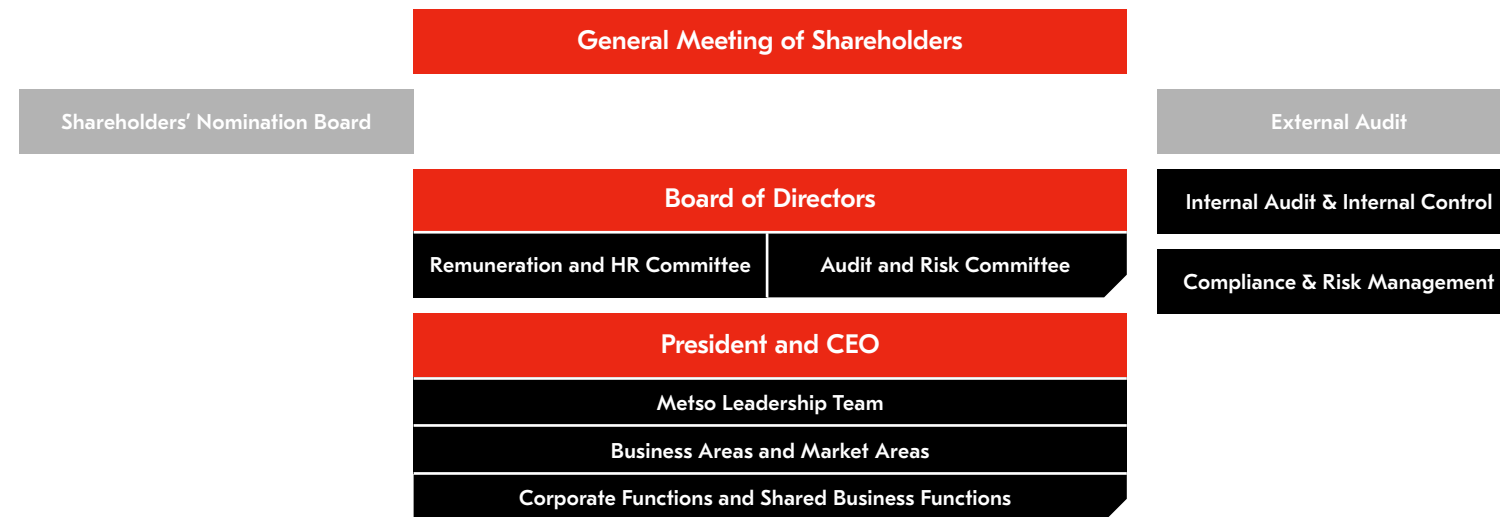 General Meeting of Shareholders
Shareholders’ Nomination Board
External Audit
Board of Directors
Internal Audit & Internal Control
Remuneration and HR Committee
Audit and Risk Committee
Compliance & Risk Management
President and CEO
Metso Leadership Team
Business Areas and Market Areas
Corporate Functions and Shared Business Functions